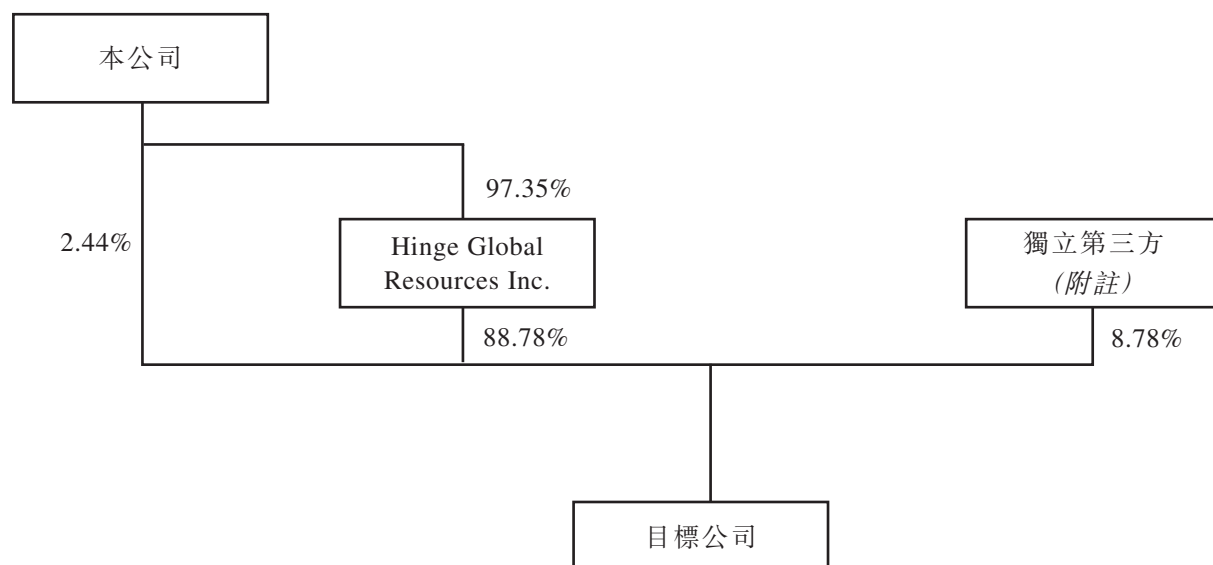 本公司
97.35%
2.44%
Hinge Global
Resources Inc.
獨立第三方
(附註)
88.78%
8.78%
目標公司